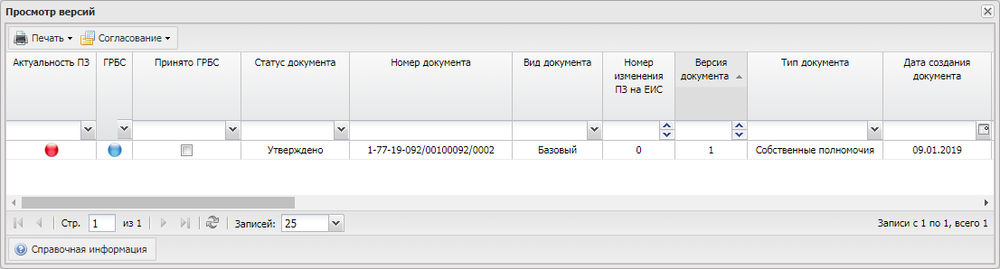 Просмотр версий
Печать Согласование
Актуальность ПЗ ГРБС Принято ГРБС Статус документа Номер документа Вид документа Номер изменения ПЗ на ЕИС Версия документа Тип документа Дата создания документа
Утверждено 1-77-19-092/00100092/0002 Базовый 0 1 Собственные полномочия 09.01.2019
Стр. 1 из 1 Записей: 25 Записи с 1 по 1, всего 1
Справочная информация